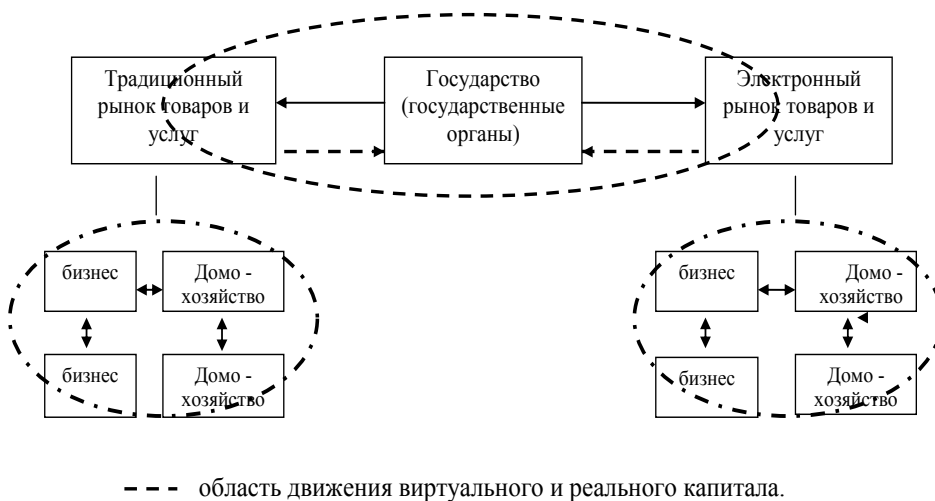 Традиционный
рынок товаров и
услуг
Государство
(государственные
органы)
Электронный
рынок товаров и
услуг
бизнес
Домо -
хозяйство
бизнес
Домо -
хозяйство
бизнес
Домо -
хозяйство
бизнес
Домо -
хозяйство
область движения виртуального и реального капитала.